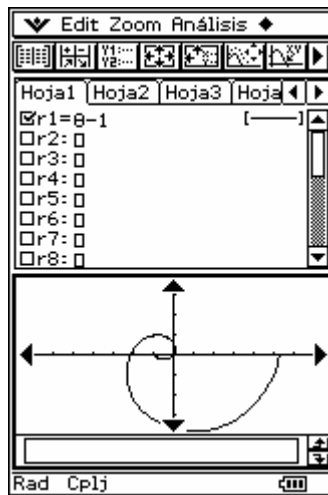 Edit Zoom Análisis
Hoja1 Hoja2 Hoja3 Hoja
r1=θ-1
r2:
r3:
r4:
r5:
r6:
r7:
r8:
Rad Cplj